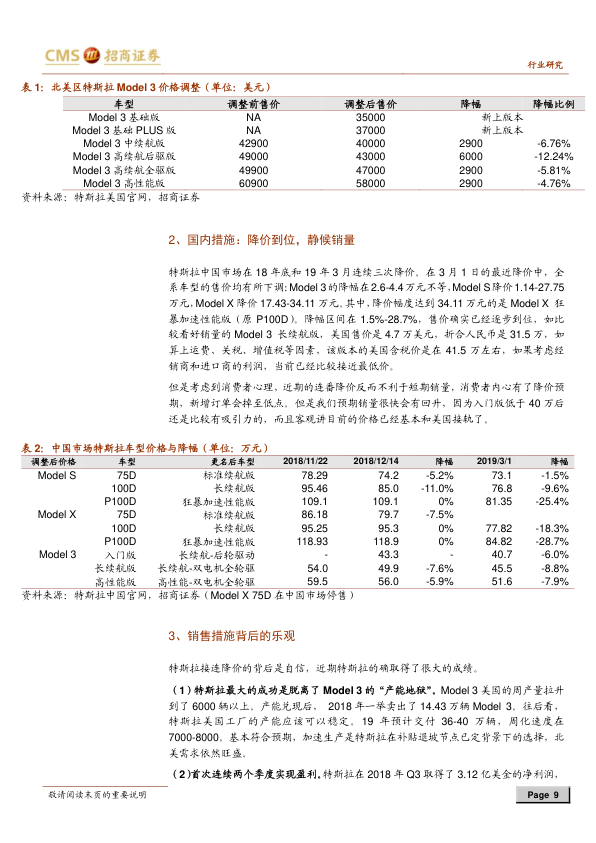 CMS 招商证券
行业研究
表 1：北美区特斯拉 Model 3 价格调整（单位：美元）
车型 调整前售价 调整后售价 降幅 降幅比例
Model 3 基础版 NA 35000 新上版本
Model 3 基础 PLUS 版 NA 37000 新上版本
Model 3 中续航版 42900 40000 2900 -6.76%
Model 3 高续航后驱版 49000 43000 6000 -12.24%
Model 3 高续航全驱版 49900 47000 2900 -5.81%
Model 3 高性能版 60900 58000 2900 -4.76%
资料来源：特斯拉美国官网，招商证券
2、国内措施：降价到位，静候销量
特斯拉中国市场在 18 年底和 19 年 3 月连续三次降价。在 3 月 1 日的最近降价中，全
系车型的售价均有所下调：Model 3 的降幅在 2.6-4.4 万元不等，Model S 降价 1.14-27.75
万元，Model X 降价 17.43-34.11 万元。其中，降价幅度达到 34.11 万元的是 Model X 狂
暴加速性能版（原 P100D）。降幅区间在 1.5%-28.7%，售价确实已经逐步到位，如比
较看好销量的 Model 3 长续航版，美国售价是 4.7 万美元，折合人民币是 31.5 万，如
算上运费、关税、增值税等因素，该版本的美国含税价是在 41.5 万左右，如果考虑经
销商和进口商的利润，当前已经比较接近最低价。
但是考虑到消费者心理，近期的连番降价反而不利于短期销量，消费者内心有了降价预
期，新增订单会掉至低点。但是我们预期销量很快会有回升，因为入门版低于 40 万后
还是比较有吸引力的，而且客观讲目前的价格已经基本和美国接轨了。
表 2：中国市场特斯拉车型价格与降幅（单位：万元）
调整后价格 车型 更名后车型 2018/11/22 2018/12/14 降幅 2019/3/1 降幅
Model S 75D 标准续航版 78.29 74.2 -5.2% 73.1 -1.5%
100D 长续航版 95.46 85.0 -11.0% 76.8 -9.6%
P100D 狂暴加速性能版 109.1 109.1 0% 81.35 -25.4%
Model X 75D 标准续航版 86.18 79.7 -7.5%
100D 长续航版 95.25 95.3 0% 77.82 -18.3%
P100D 狂暴加速性能版 118.93 118.9 0% 84.82 -28.7%
Model 3 入门版 长续航-后轮驱动 - 43.3 - 40.7 -6.0%
长续航版 长续航-双电机全轮驱 54.0 49.9 -7.6% 45.5 -8.8%
高性能版 高性能-双电机全轮驱 59.5 56.0 -5.9% 51.6 -7.9%
资料来源：特斯拉中国官网，招商证券（Model X 75D 在中国市场停售）
3、销售措施背后的乐观
特斯拉接连降价的背后是自信，近期特斯拉的确取得了很大的成绩。
（1）特斯拉最大的成功是脱离了 Model 3 的“产能地狱”。Model 3 美国的周产量拉升
到了 6000 辆以上。产能兑现后， 2018 年一举卖出了 14.43 万辆 Model 3。往后看，
特斯拉美国工厂的产能应该可以稳定。19 年预计交付 36-40 万辆，周化速度在
7000-8000。基本符合预期，加速生产是特斯拉在补贴退坡节点已定背景下的选择，北
美需求依然旺盛。
（2）首次连续两个季度实现盈利。特斯拉在 2018 年 Q3 取得了 3.12 亿美金的净利润，
敬请阅读末页的重要说明
Page 9